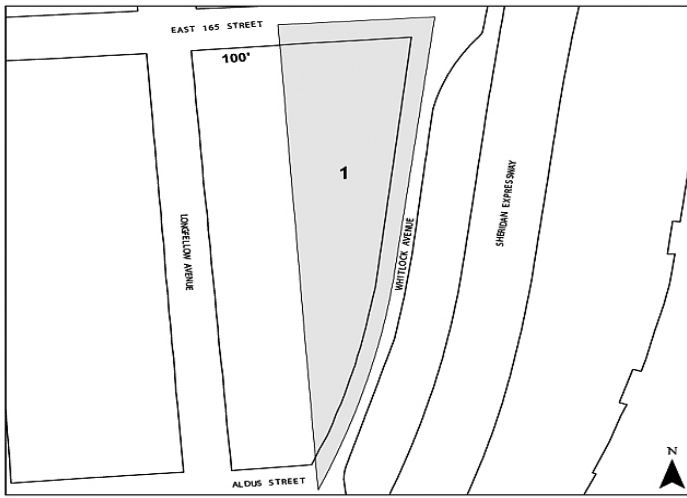 EAST 165 STREET
100'
1
LONGFELLOW AVENUE
WHITLOCK AVENUE
SHERIDAN EXPRESSWAY
ALDUS STREET
N